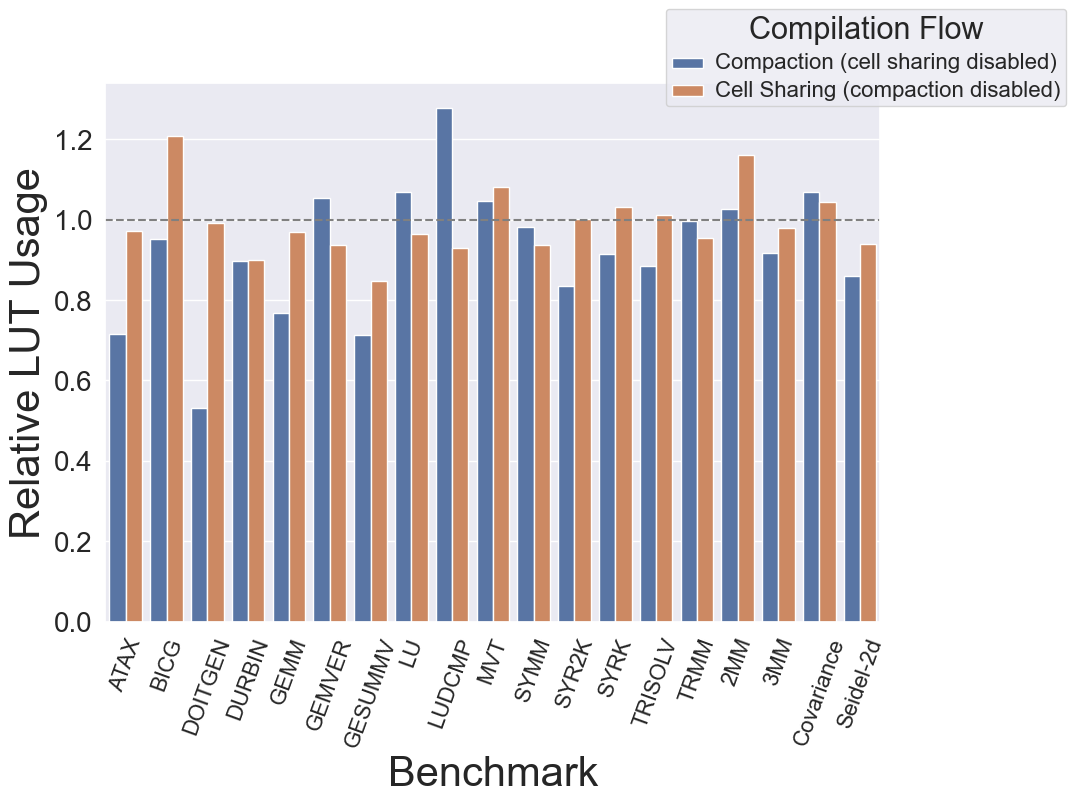 Compilation Flow
Compaction (cell sharing disabled)
Cell Sharing (compaction disabled)
Relative LUT Usage
1.2
1.0
0.8
0.6
0.4
0.2
0.0
ATAX
BICG
DOITGEN
DURBIN
GEMM
GEMVER
GESUMMV
LU
LUDCMP
MVT
SYMM
SYR2K
SYRK
TRISOLV
TRMM
2MM
3MM
Covariance
Seidel-2d
Benchmark